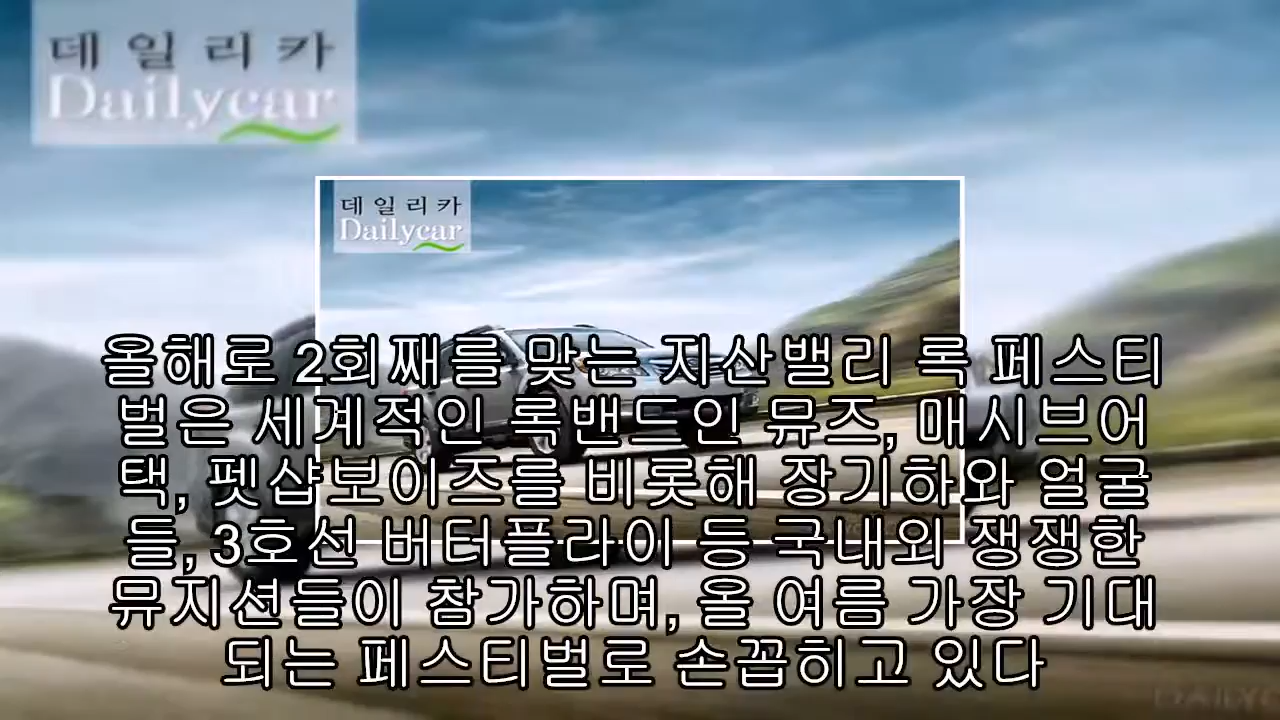 데일리카
Dailycar
데일리카
Dailycar
올해로 2회째를 맞는 지산밸리 록 페스티
벌은 세계적인 록밴드인 뮤즈, 매시브어
택, 펫샵보이즈를 비롯해 장기하와 얼굴
들, 3호선 버터플라이 등 국내외 쟁쟁한
뮤지션들이 참가하며, 올 여름 가장 기대
되는 페스티벌로 손꼽히고 있다